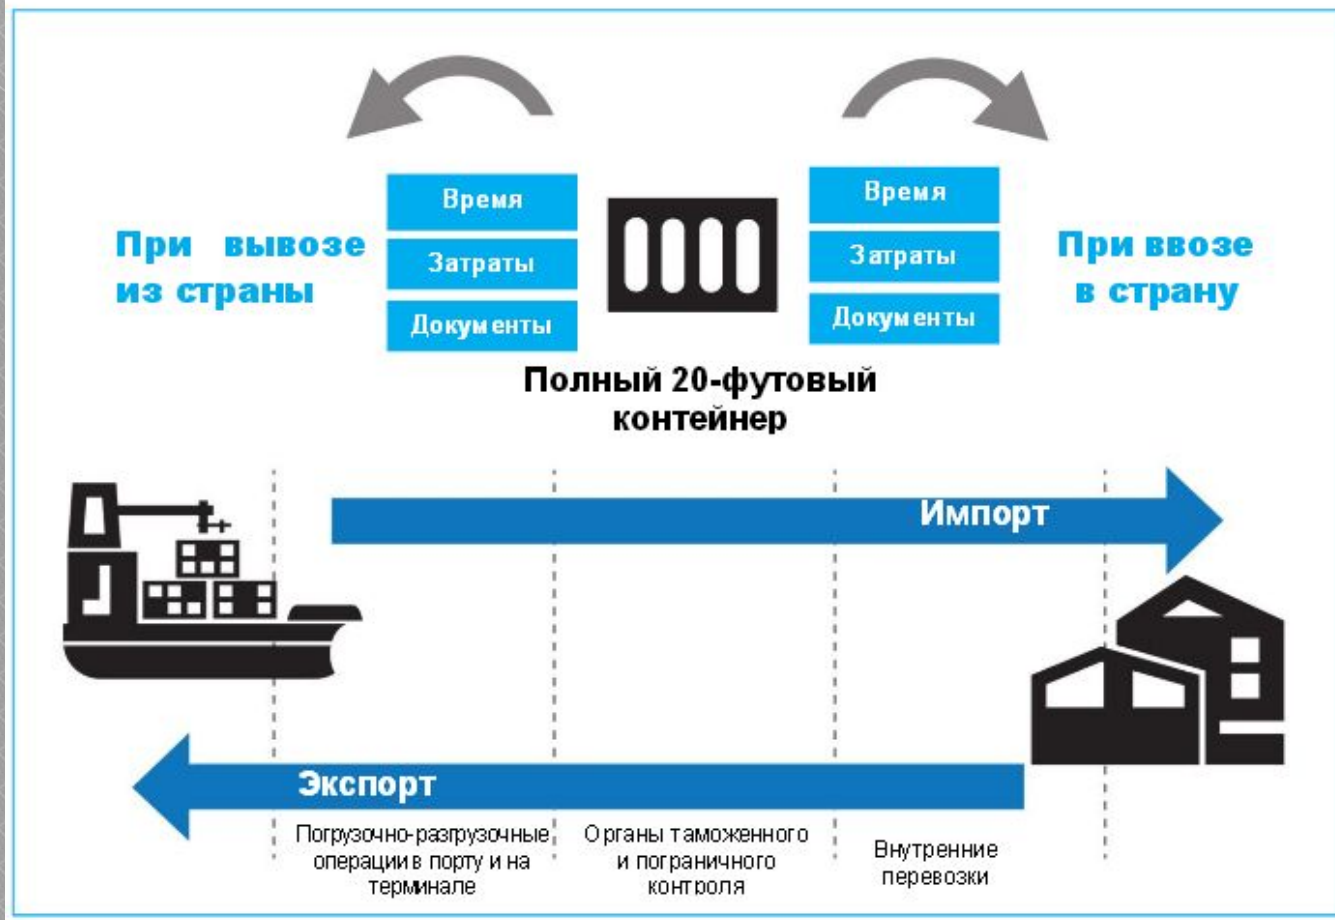 Время
Затраты
Документы
При вывозе
из страны
Время
Затраты
Документы
При ввозе
в страну
Полный 20-футовый
контейнер
Импорт
Экспорт
Погрузочно-разгрузочные
операции в порту и на
терминале
Органы таможенного
и пограничного
контроля
Внутренние
перевозки